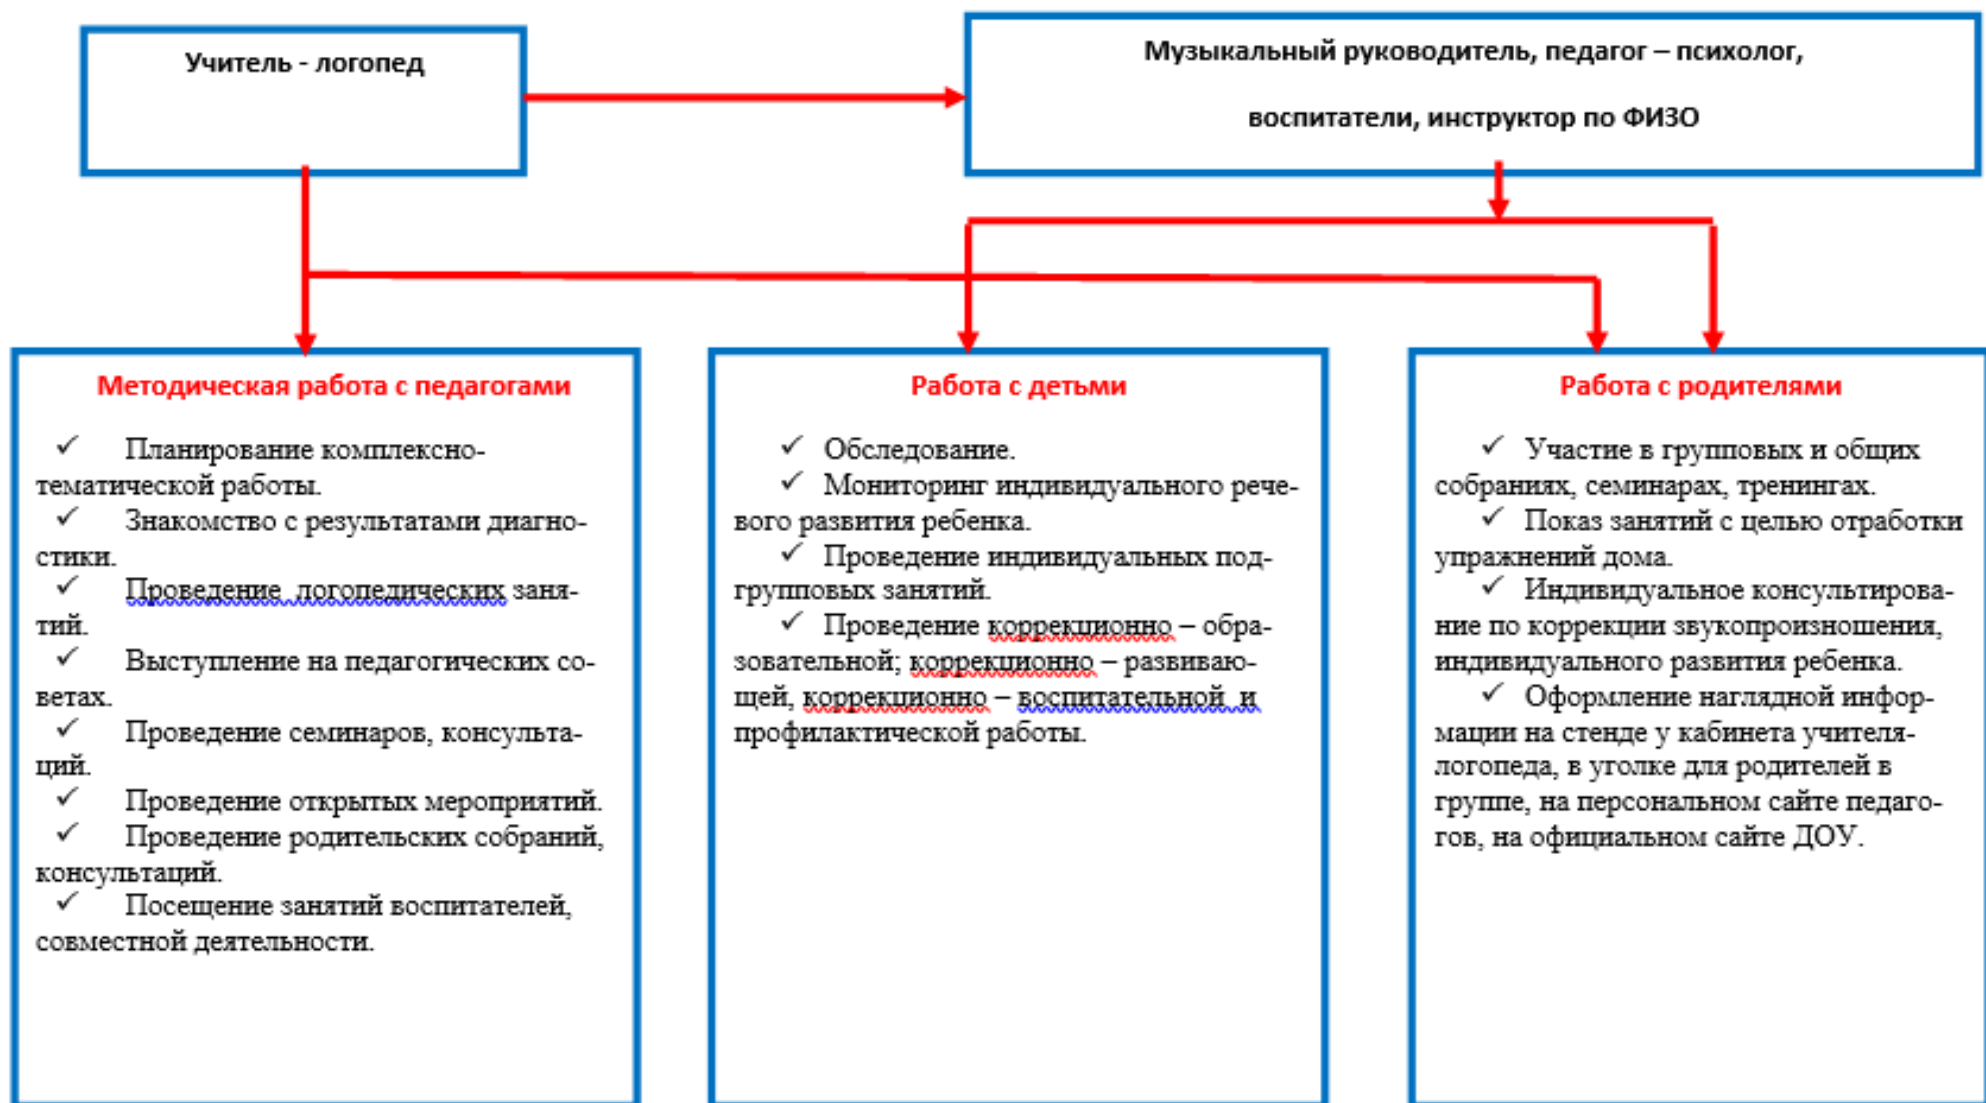 Учитель - логопед
Музыкальный руководитель, педагог – психолог,
воспитатели, инструктор по ФИЗО
Методическая работа с педагогами
✓ Планирование комплексно-
тематической работы.
✓ Знакомство с результатами диагно-
стики.
✓ Проведение логопедических заня-
тий.
✓ Выступление на педагогических со-
ветах.
✓ Проведение семинаров, консульта-
ций.
✓ Проведение открытых мероприятий.
✓ Проведение родительских собраний,
консультаций.
✓ Посещение занятий воспитателей,
совместной деятельности.
Работа с детьми
✓ Обследование.
✓ Мониторинг индивидуального рече-
вого развития ребенка.
✓ Проведение индивидуальных под-
групповых занятий.
✓ Проведение коррекционно – обра-
зовательной; коррекционно – развиваю-
щей, коррекционно – воспитательной и
профилактической работы.
Работа с родителями
✓ Участие в групповых и общих
собраниях, семинарах, тренингах.
✓ Показ занятий с целью отработки
упражнений дома.
✓ Индивидуальное консультирова-
ние по коррекции звукопроизношения,
индивидуального развития ребенка.
✓ Оформление наглядной инфор-
мации на стенде у кабинета учителя-
логопеда, в уголке для родителей в
группе, на персональном сайте педаго-
гов, на официальном сайте ДОУ.